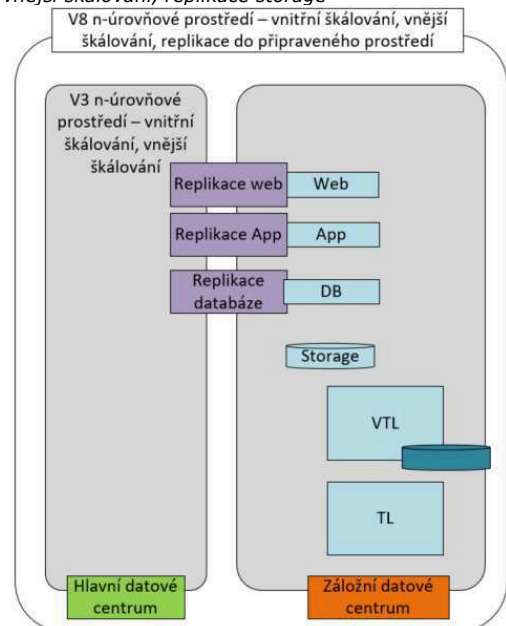 vnější škálování, replikace Storage
V8 n-úrovňové prostředí – vnitřní škálování, vnější
škálování, replikace do připraveného prostředí
V3 n-úrovňové
prostředí – vnitřní
škálování, vnější
škálování
Replikace web
Web
Replikace App
App
Replikace
databáze
DB
Storage
VTL
TL
Hlavní datové
centrum
Záložní datové
centrum